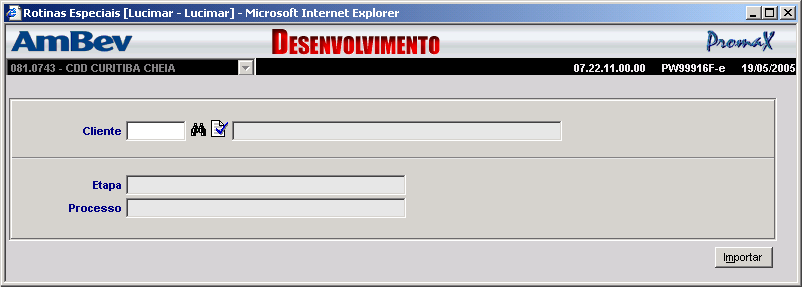 Rotinas Especiais [Lucimar - Lucimar] - Microsoft Internet Explorer
AmBev DESENVOLVIMENTO PromaX
081.0743 - CDD CURITIBA CHEIA 07.22.11.00.00 PW99916F-e 19/05/2005
Cliente
Etapa
Processo
Importar